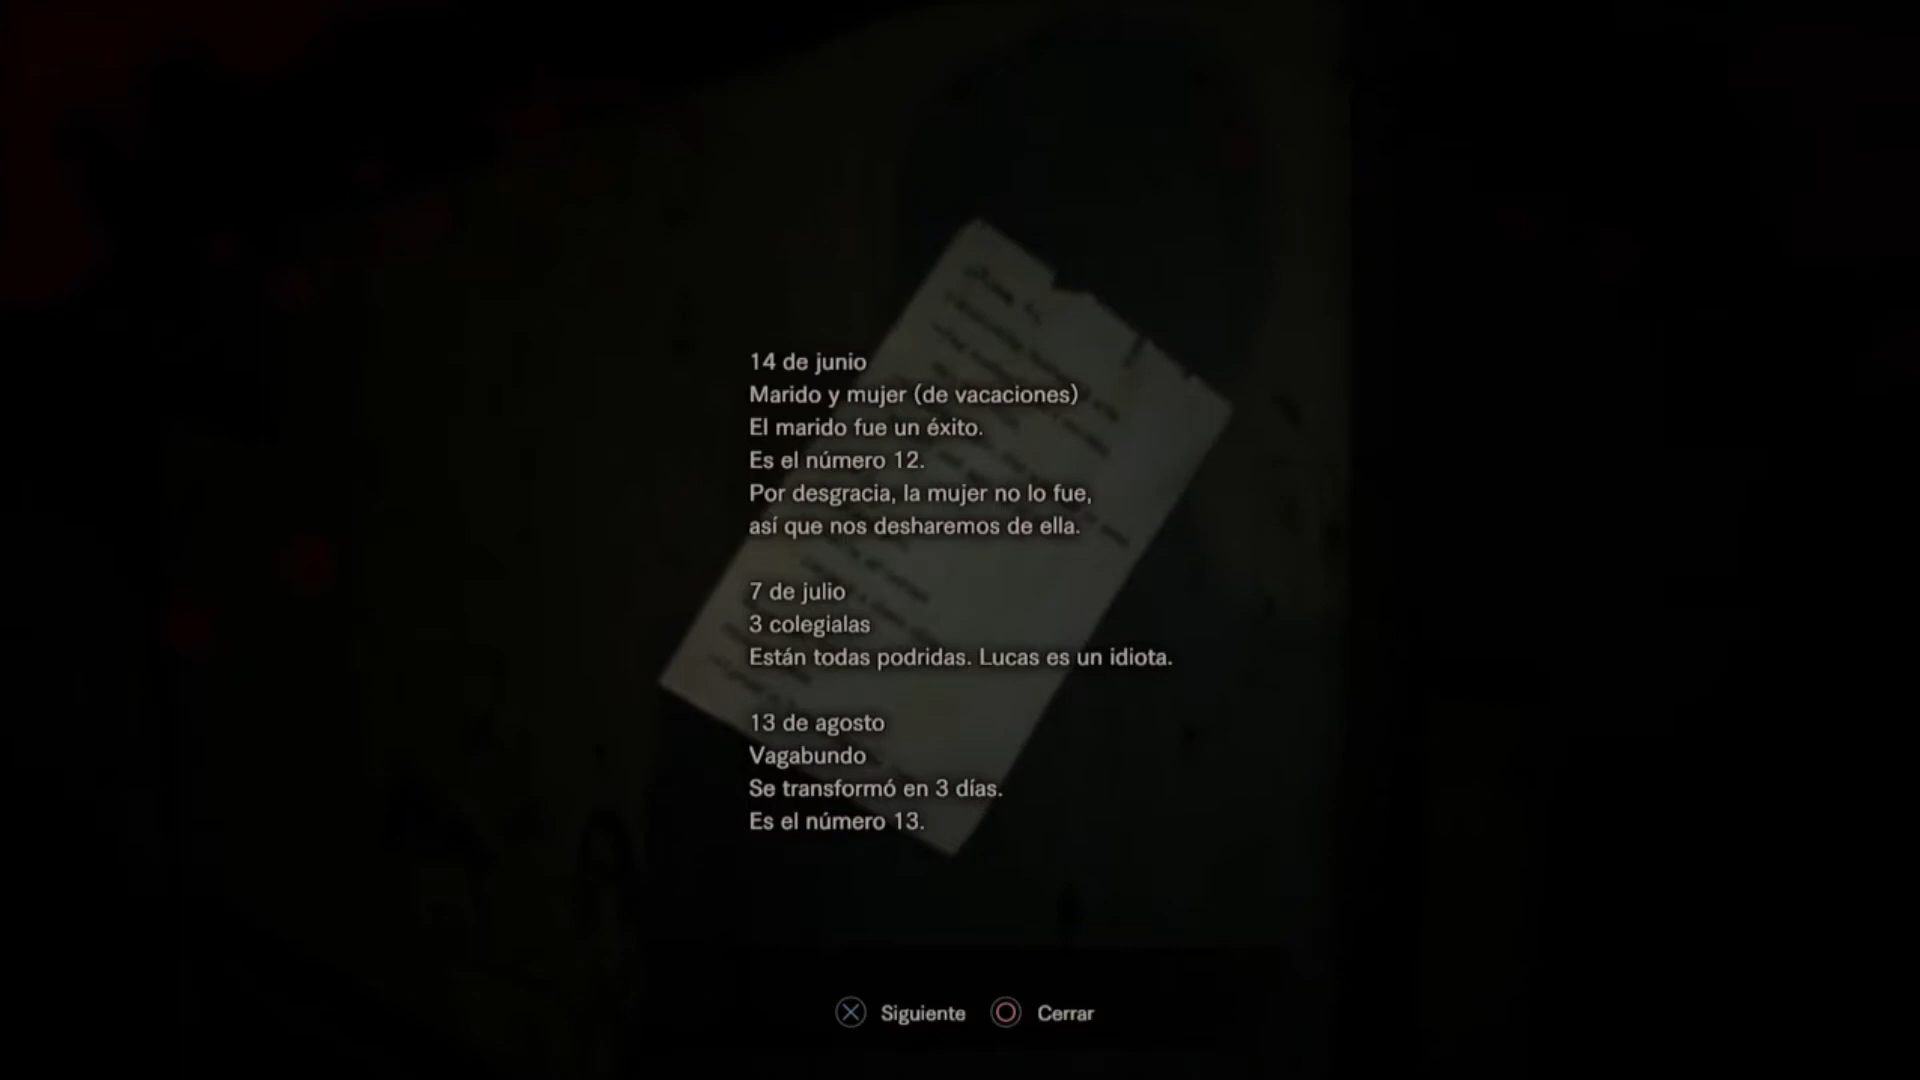 14 de junio
Marido y mujer (de vacaciones)
El marido fue un éxito.
Es el número 12.
Por desgracia, la mujer no lo fue,
así que nos desharemos de ella.
7 de julio
3 colegialas
Están todas podridas. Lucas es un idiota.
13 de agosto
Vagabundo
Se transformó en 3 días.
Es el número 13.
Siguiente Cerrar